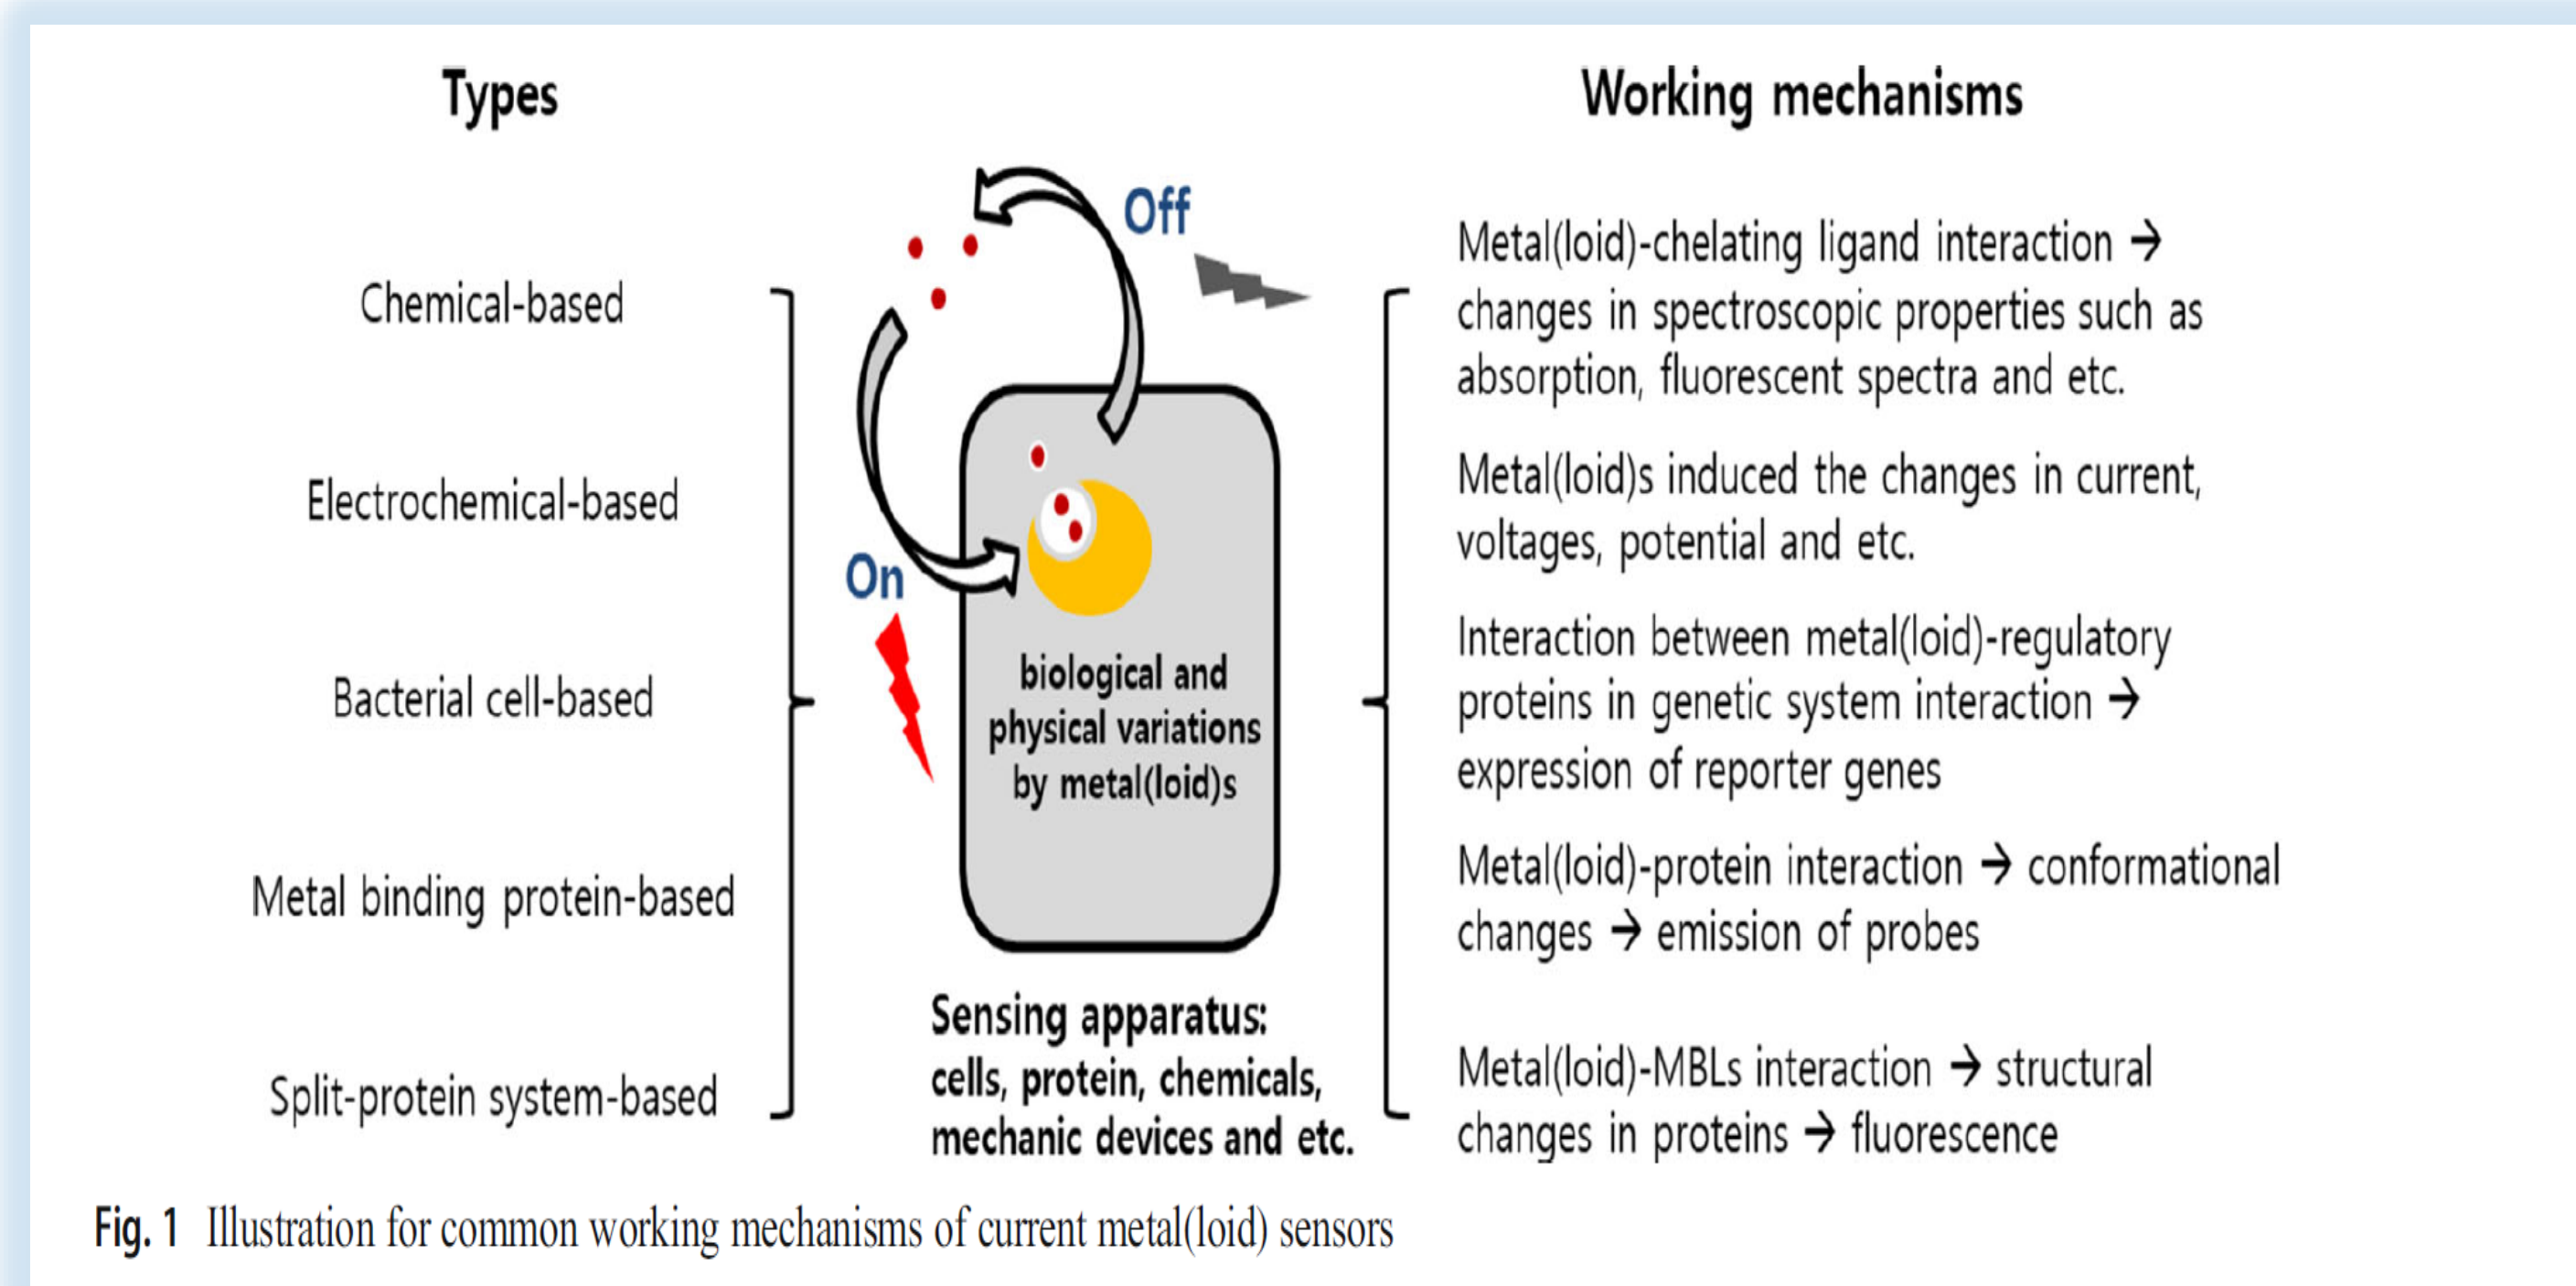 Types
Working mechanisms
Chemical-based
Electrochemical-based
Bacterial cell-based
Metal binding protein-based
Split-protein system-based
Off
On
biological and
physical variations
by metal(loid)s
Sensing apparatus:
cells, protein, chemicals,
mechanic devices and etc.
Metal(loid)-chelating ligand interaction →
changes in spectroscopic properties such as
absorption, fluorescent spectra and etc.
Metal(loid)s induced the changes in current,
voltages, potential and etc.
Interaction between metal(loid)-regulatory
proteins in genetic system interaction →
expression of reporter genes
Metal(loid)-protein interaction → conformational
changes → emission of probes
Metal(loid)-MBLs interaction → structural
changes in proteins → fluorescence
Fig. 1 Illustration for common working mechanisms of current metal(loid) sensors